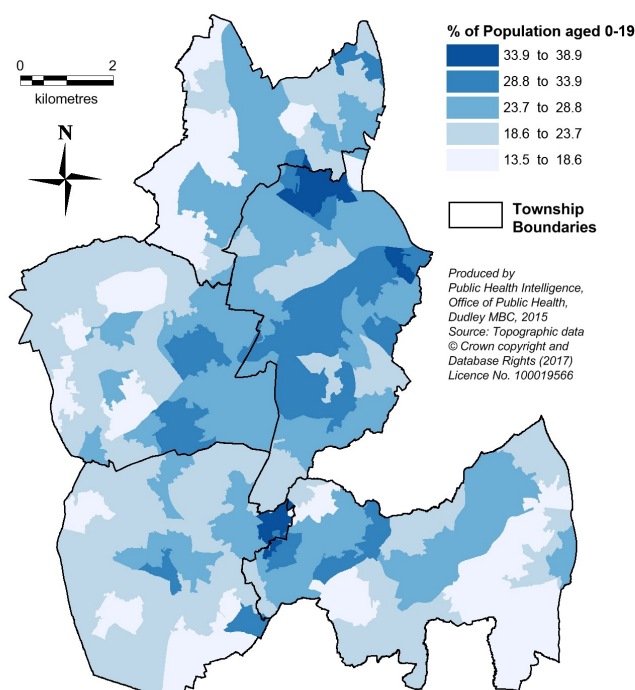 % of Population aged 0-19
33.9 to 38.9
28.8 to 33.9
23.7 to 28.8
18.6 to 23.7
13.5 to 18.6
Township
Boundaries
0 2
kilometres
N
Produced by
Public Health Intelligence,
Office of Public Health,
Dudley MBC, 2015
Source: Topographic data
© Crown copyright and
Database Rights (2017)
Licence No. 100019566